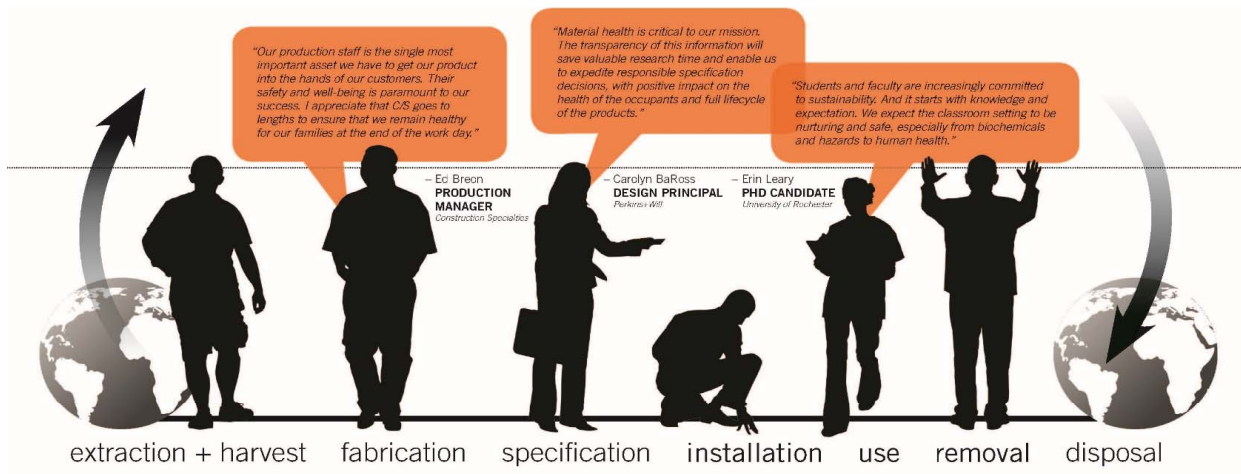 “Our production staff is the single most
important asset we have to get our product
into the hands of our customers. Their
safety and well-being is paramount to our
success. I appreciate that C/S goes to
lengths to ensure that we remain healthy
for our families at the end of the work day.”
– Ed Breon
PRODUCTION
MANAGER
Construction Specialties
“Material health is critical to our mission.
The transparency of this information will
save valuable research time and enable us
to expedite responsible specification
decisions, with positive impact on the
health of the occupants and full lifecycle
of the products.”
– Carolyn BaRoss
DESIGN PRINCIPAL
Perkins+Will
“Students and faculty are increasingly committed
to sustainability. And it starts with knowledge and
expectation. We expect the classroom setting to be
nurturing and safe, especially from biochemicals
and hazards to human health.”
– Erin Leary
PHD CANDIDATE
University of Rochester
extraction + harvest fabrication specification installation use removal disposal